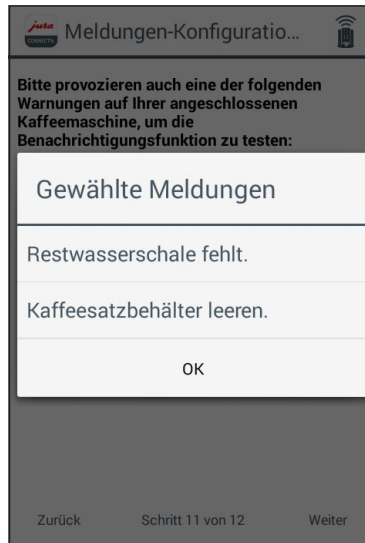 jura
CONNECTS
Meldungen-Konfiguratio...
Bitte provozieren auch eine der folgenden
Warnungen auf Ihrer angeschlossenen
Kaffeemaschine, um die
Benachrichtigungsfunktion zu testen:
Gewählte Meldungen
Restwasserschale fehlt.
Kaffeesatzbehälter leeren.
OK
Zurück Schritt 11 von 12 Weiter